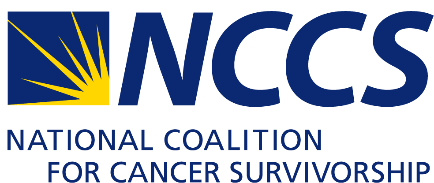 NCCS
NATIONAL COALITION
FOR CANCER SURVIVORSHIP